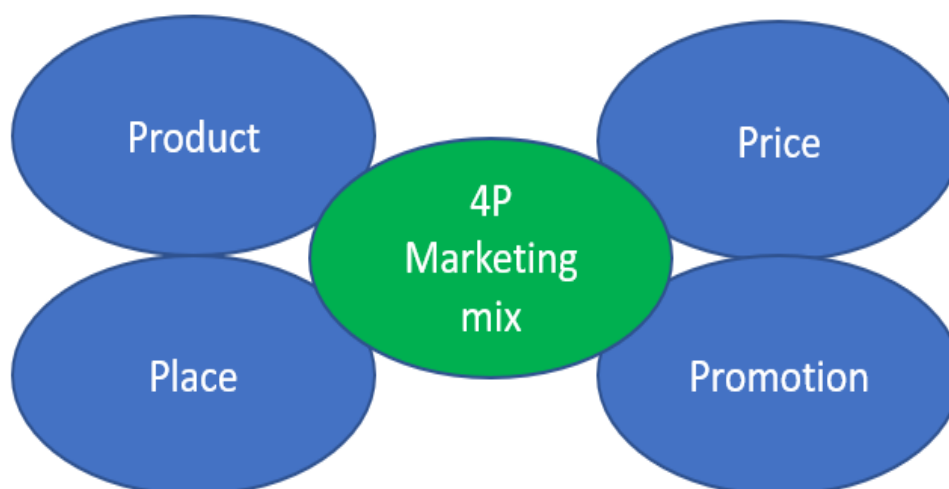 Product
Price
4P
Marketing
mix
Place
Promotion